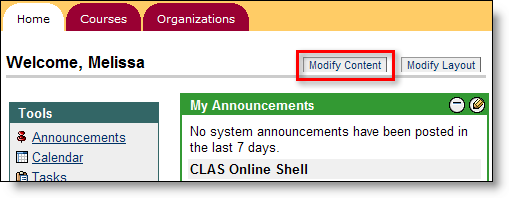 Home Courses Organizations
Welcome, Melissa Modify Content Modify Layout
Tools
Announcements
Calendar
Tasks
My Announcements
No system announcements have been posted in
the last 7 days.
CLAS Online Shell